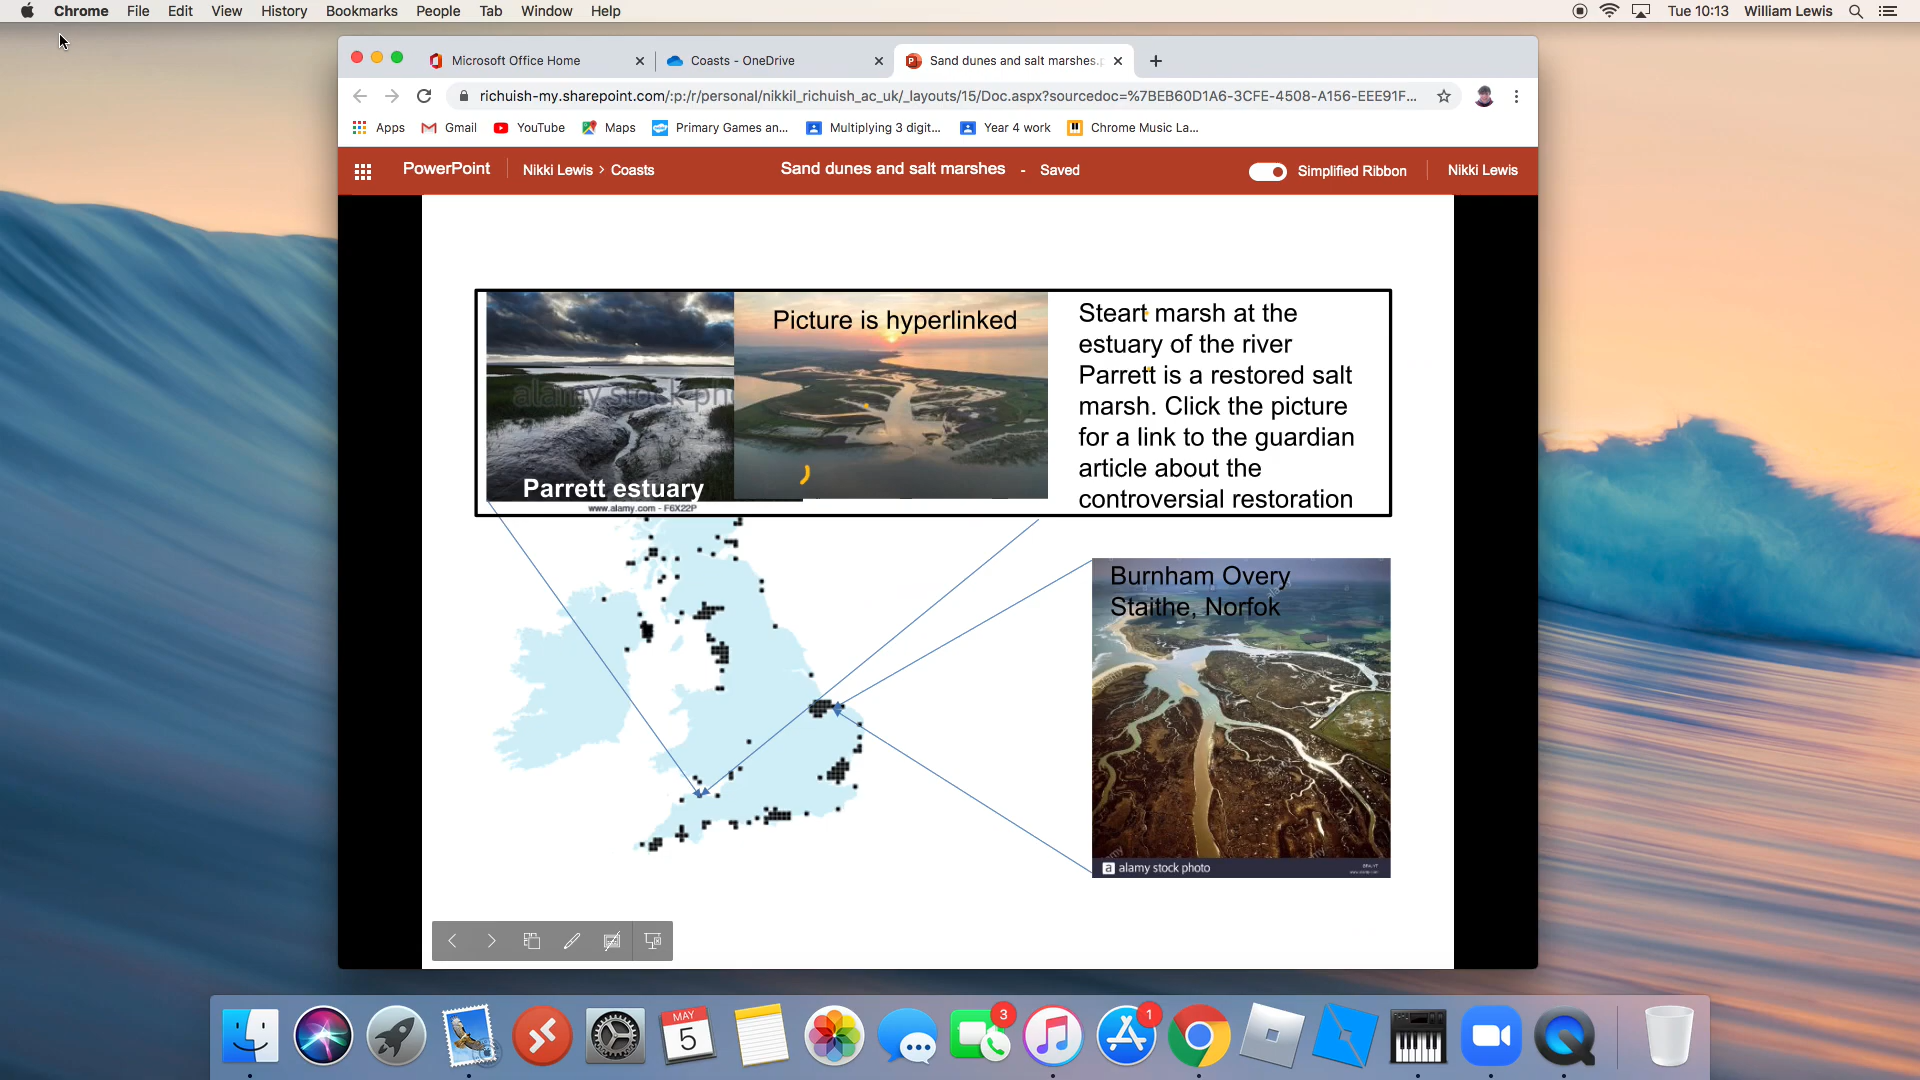 Chrome File Edit View History Bookmarks People Tab Window Help Tue 10:13 William Lewis
Microsoft Office Home
Coasts - OneDrive
Sand dunes and salt marshes.
richuish-my.sharepoint.com/:p:/r/personal/nikkil_richuish_ac_uk/_layouts/15/Doc.aspx?sourcedoc=%7BEB60D1A6-3CFE-4508-A156-EEE91F...
Apps Gmail YouTube Maps Primary Games an... Multiplying 3 digit... Year 4 work Chrome Music La...
PowerPoint Nikki Lewis > Coasts Sand dunes and salt marshes - Saved Simplified Ribbon Nikki Lewis
Picture is hyperlinked
alamy stock pho
Parrett estuary
www.alamy.com - F6X22P
Steart marsh at the
estuary of the river
Parrett is a restored salt
marsh. Click the picture
for a link to the guardian
article about the
controversial restoration
Burnham Overy
Staithe, Norfok
a alamy stock photo
MAY
5
3
1